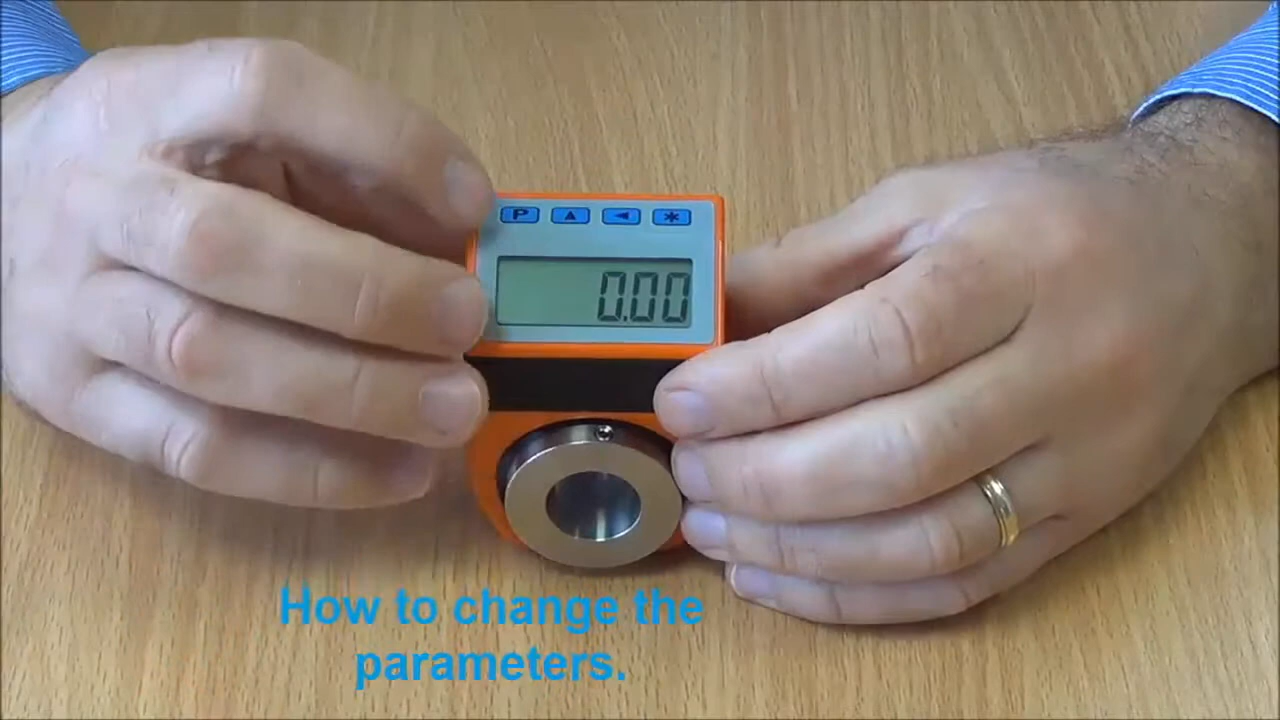 P ▲ ◀ *
0.00
How to change the
parameters.